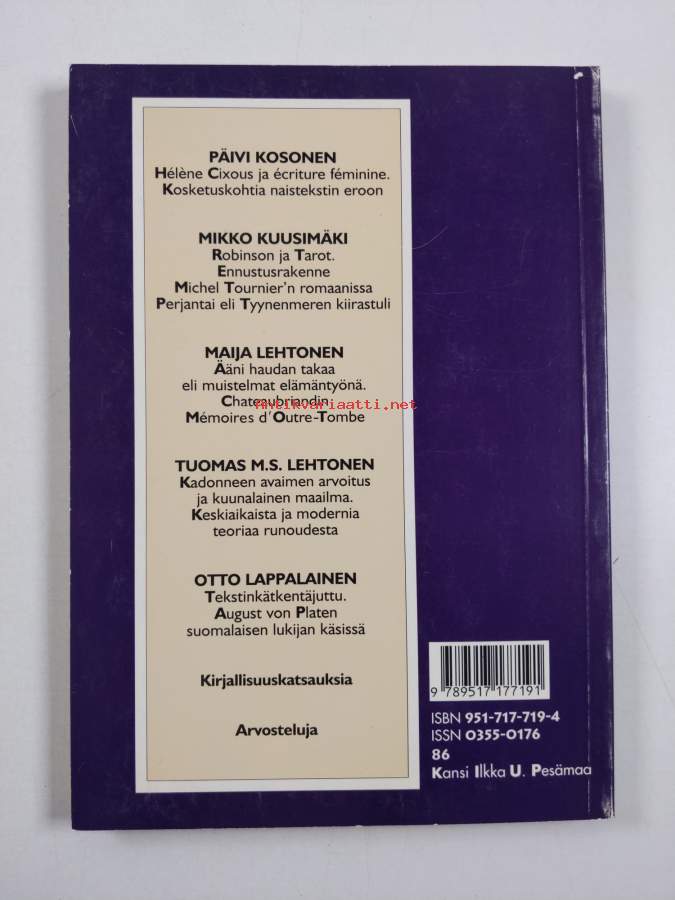 PÄIVI KOSONEN
Hélène Cixous ja écriture féminine.
Kosketuskohtia naistekstin eroon
MIKKO KUUSIMÄKI
Robinson ja Tarot.
Ennustusrakenne
Michel Tournier'n romaanissa
Perjantai eli Tyynenmeren kiirastuli
MAIJA LEHTONEN
Ääni haudan takaa
eli muistelmat elämäntyönä.
Chateaubriandin
Antikvariaatti.net
Mémoires d'Outre-Tombe
TUOMAS M.S. LEHTONEN
Kadonneen avaimen arvoitus
ja kuunalainen maailma.
Keskiaikaista ja modernia
teoriaa runoudesta
OTTO LAPPALAINEN
Tekstinkätkentäjuttu.
August von Platen
suomalaisen lukijan käsissä
Kirjallisuuskatsauksia
Arvosteluja
9 789517 177191
ISBN 951-717-719-4
ISSN 0355-0176
86
Kansi Ilkka U. Pesämaa